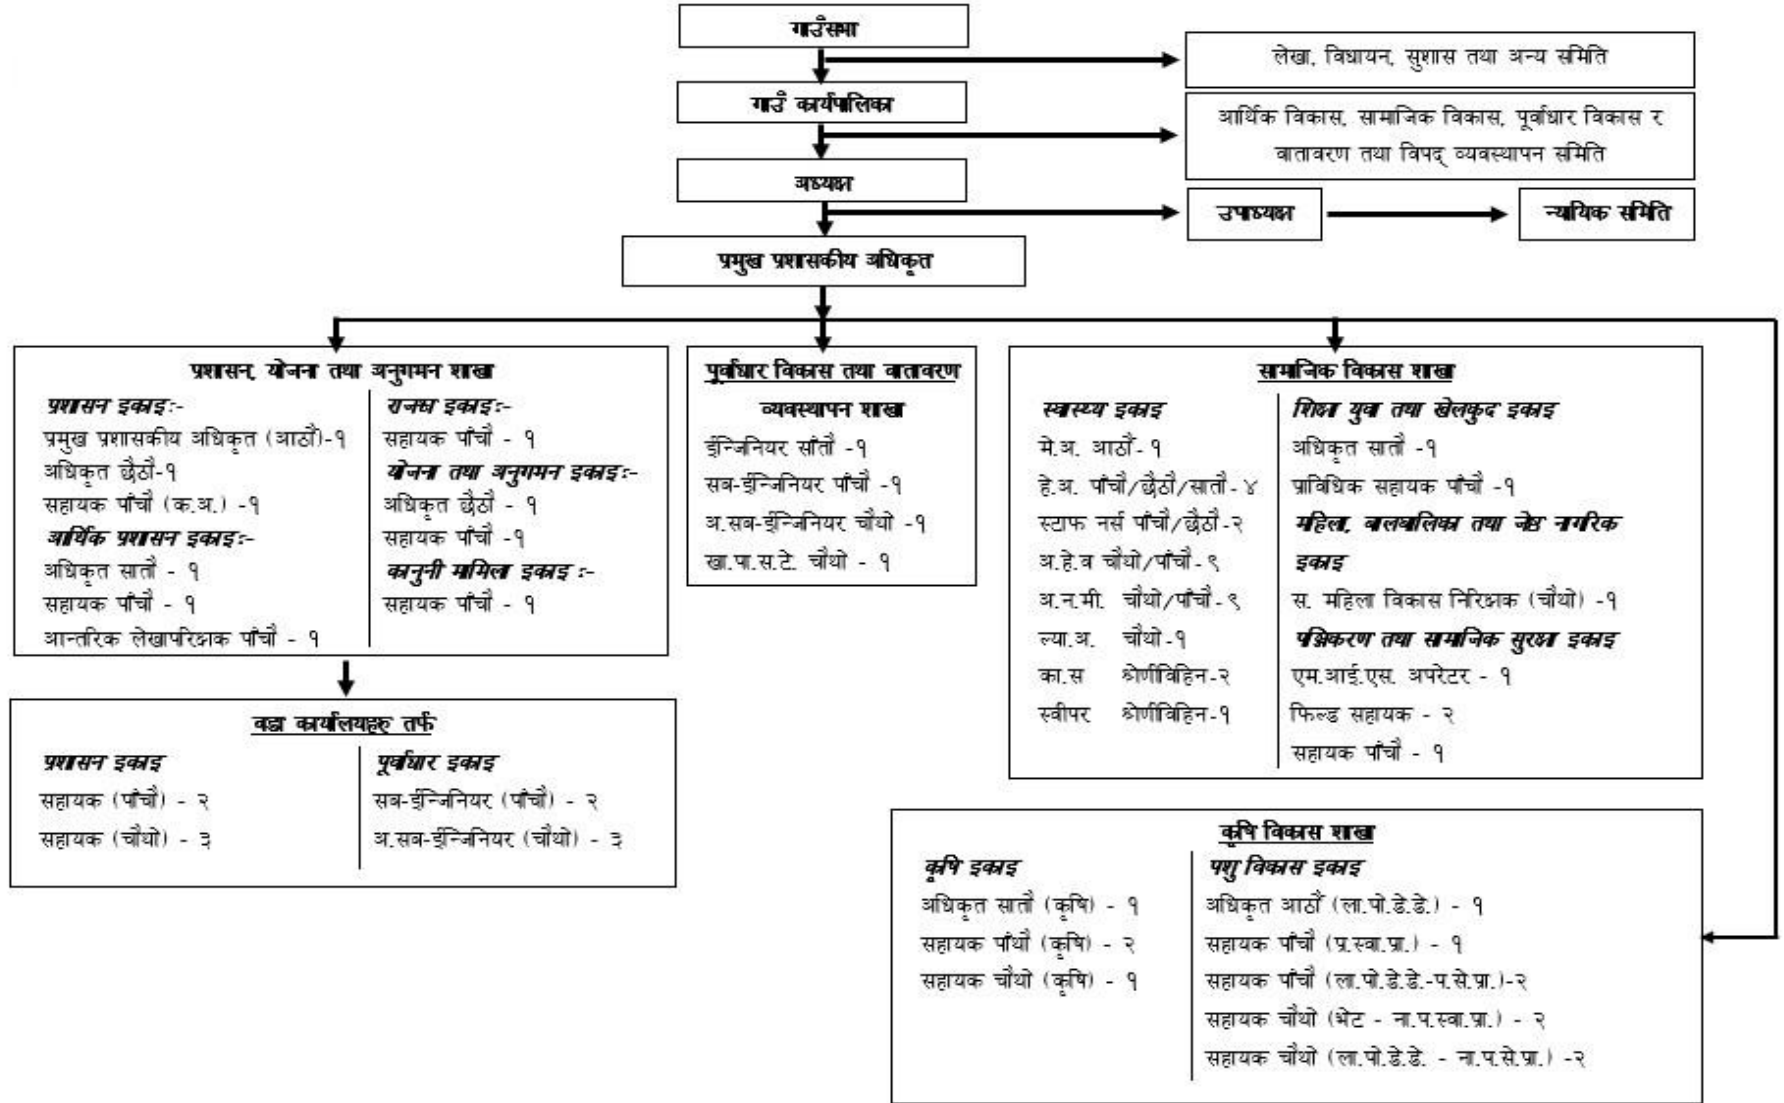 गाउँसभा
लेखा, विधायन, सुशास तथा अन्य समिति
गाउँ कार्यपालिका
आर्थिक विकास, सामाजिक विकास, पूर्वाधार विकास र
वातावरण तथा विपद् व्यवस्थापन समिति
अध्यक्ष
उपाध्यक्ष
न्यायिक समिति
प्रमुख प्रशासकीय अधिकृत
प्रशासन, योजना तथा अनुगमन शाखा
प्रशासन इकाइः-
प्रमुख प्रशासकीय अधिकृत (आठौं)-१
अधिकृत छैठौ-१
सहायक पाँचौ (क.अ.) -१
आर्थिक प्रशासन इकाइः-
अधिकृत सातौ - १
सहायक पाँचौ - १
आन्तरिक लेखापरिक्षक पाँचौ - १
राजश्व इकाइः-
सहायक पाँचौ - १
योजना तथा अनुगमन इकाइः-
अधिकृत छैठौ - १
सहायक पाँचौ -१
कानुनी मामिला इकाइ ः-
सहायक पाँचौ - १
पूर्वाधार विकास तथा वातावरण
व्यवस्थापन शाखा
ईन्जिनियर साँतौ -१
सब-ईन्जिनियर पाँचौ -१
अ.सब-ईन्जिनियर चौथो -१
खा.पा.स.टे. चौथो - १
सामाजिक विकास शाखा
स्वास्थ्य इकाइ
मे.अ. आठौं- १
हे.अ. पाँचौ/छैठौ/सातौ- ४
स्टाफ नर्स पाँचौ/छैठौ-२
अ.हे.व चौथो/पाँचौ- ९
अ.न.मी. चौथो/पाँचौ- ९
ल्या.अ. चौथो-१
का.स श्रेणीविहिन-२
स्वीपर श्रेणीविहिन-१
शिक्षा युवा तथा खेलकुद इकाइ
अधिकृत सातौ -१
प्राविधिक सहायक पाँचौ -१
महिला, बालबालिका तथा जेष्ठ नागरिक
इकाइ
स. महिला विकास निरिक्षक (चौथो) -१
पञ्जिकरण तथा सामाजिक सुरक्षा इकाइ
एम.आई.एस. अपरेटर - १
फिल्ड सहायक - २
सहायक पाँचौ - १
वडा कार्यालयहरु तर्फ
प्रशासन इकाइ
सहायक (पाँचौ) - २
सहायक (चौथो) - ३
पूर्वाधार इकाइ
सब-ईन्जिनियर (पाँचौ) - २
अ.सब-ईन्जिनियर (चौथो) - ३
कृषि विकास शाखा
कृषि इकाइ
अधिकृत सातौ (कृषि) - १
सहायक पाँथौ (कृषि) - २
सहायक चौथो (कृषि) - १
पशु विकास इकाइ
अधिकृत आठौं (ला.पो.डे.डे.) - १
सहायक पाँचौ (प्र.स्वा.प्रा.) - १
सहायक पाँचौ (ला.पो.डे.डे.-प.से.प्रा.)-२
सहायक चौथो (भेट - ना.प.स्वा.प्रा.) - २
सहायक चौथो (ला.पो.डे.डे. - ना.प.से.प्रा.) -२